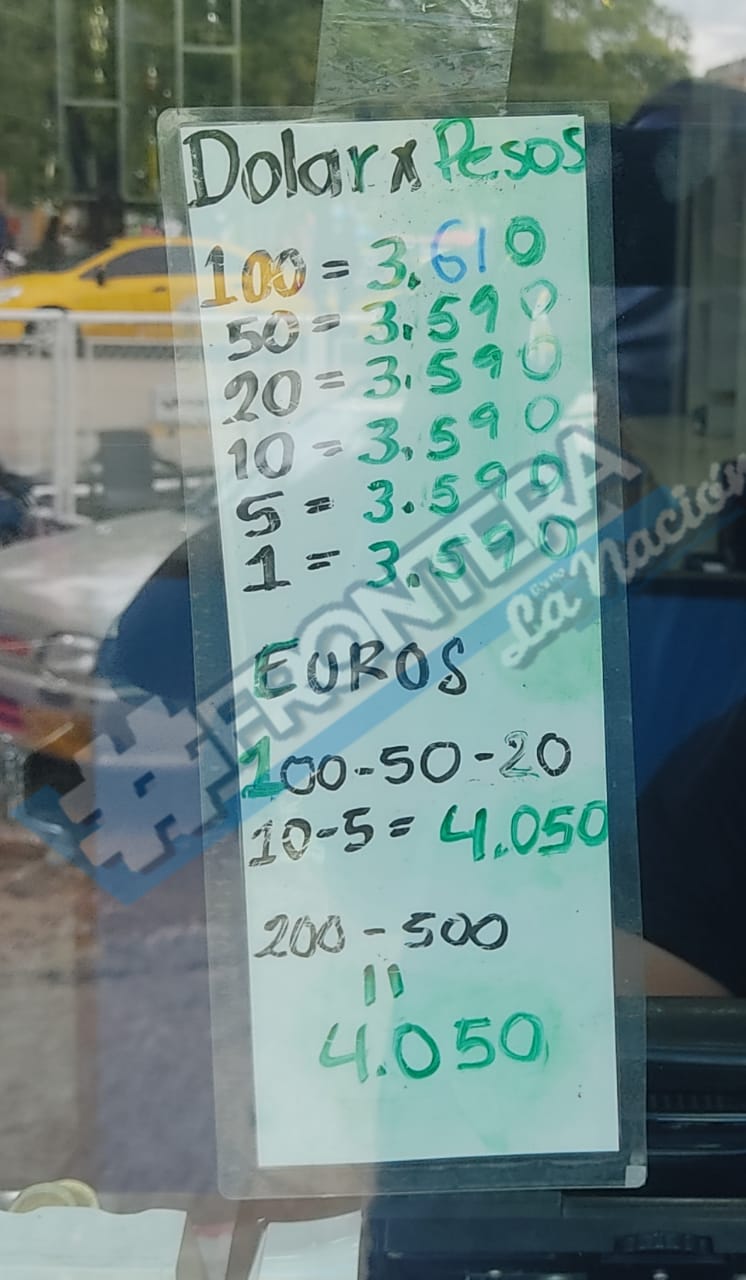 Dolar x Pesos
100 = 3.610
50 = 3.590
20 = 3.590
10 = 3.590
5 = 3.590
1 = 3.590
EUROS
100-50-20
10-5= 4.050
200 - 500
=
4.050
#FRONTERA
La Nación